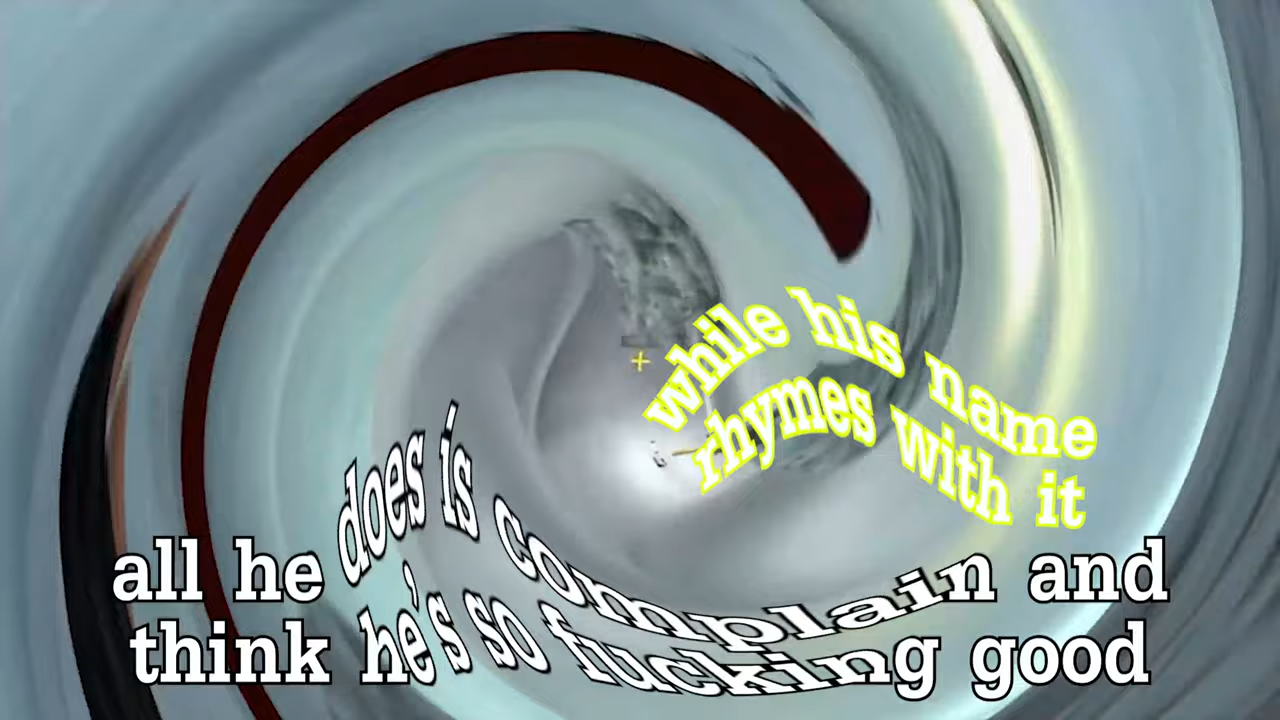 while his name
rhymes with it
all he does is complain and
think he's so fucking good